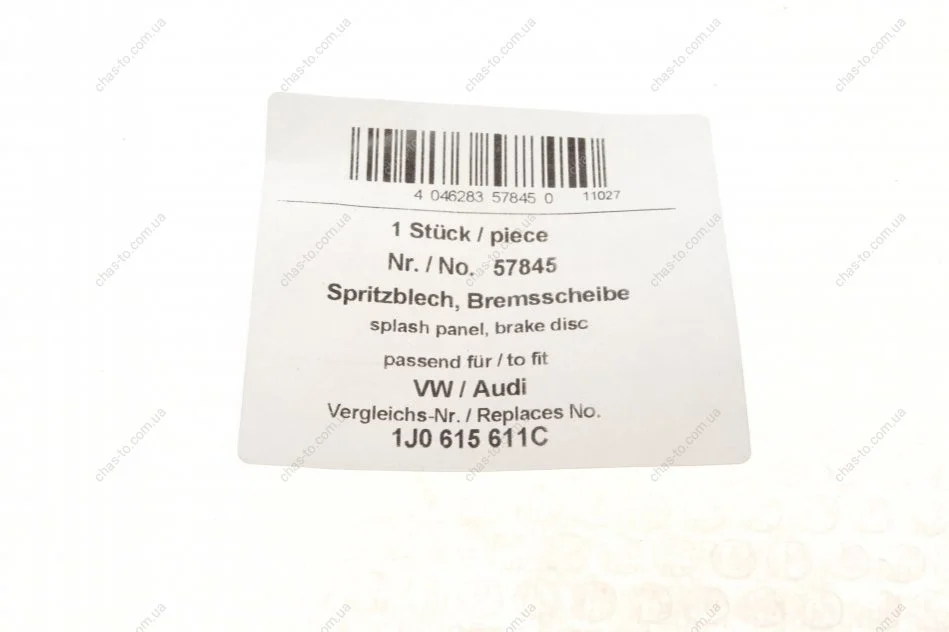 4 046283 57845 0 11027
1 Stück / piece
Nr. / No. 57845
Spritzblech, Bremsscheibe
splash panel, brake disc
passend für / to fit
VW / Audi
Vergleichs-Nr. / Replaces No.
1J0 615 611C
chas-to.com.ua